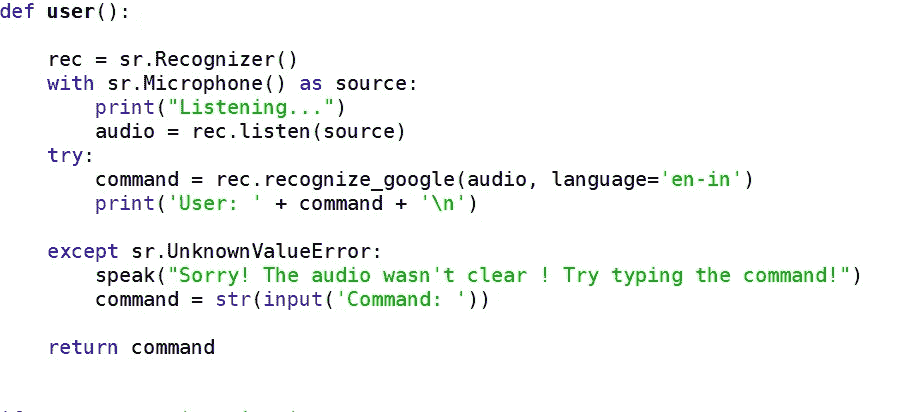 def user():

    rec = sr.Recognizer()
    with sr.Microphone() as source:
        print("Listening...")
        audio = rec.listen(source)
    try:
        command = rec.recognize_google(audio, language='en-in')
        print('User: ' + command + '\n')

    except sr.UnknownValueError:
        speak("Sorry! The audio wasn't clear ! Try typing the command!")
        command = str(input('Command: '))

    return command